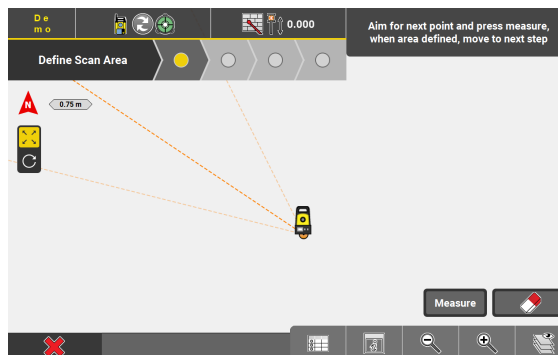 De
mo
0.000
Aim for next point and press measure,
when area defined, move to next step
Define Scan Area
N
0.75 m
Measure